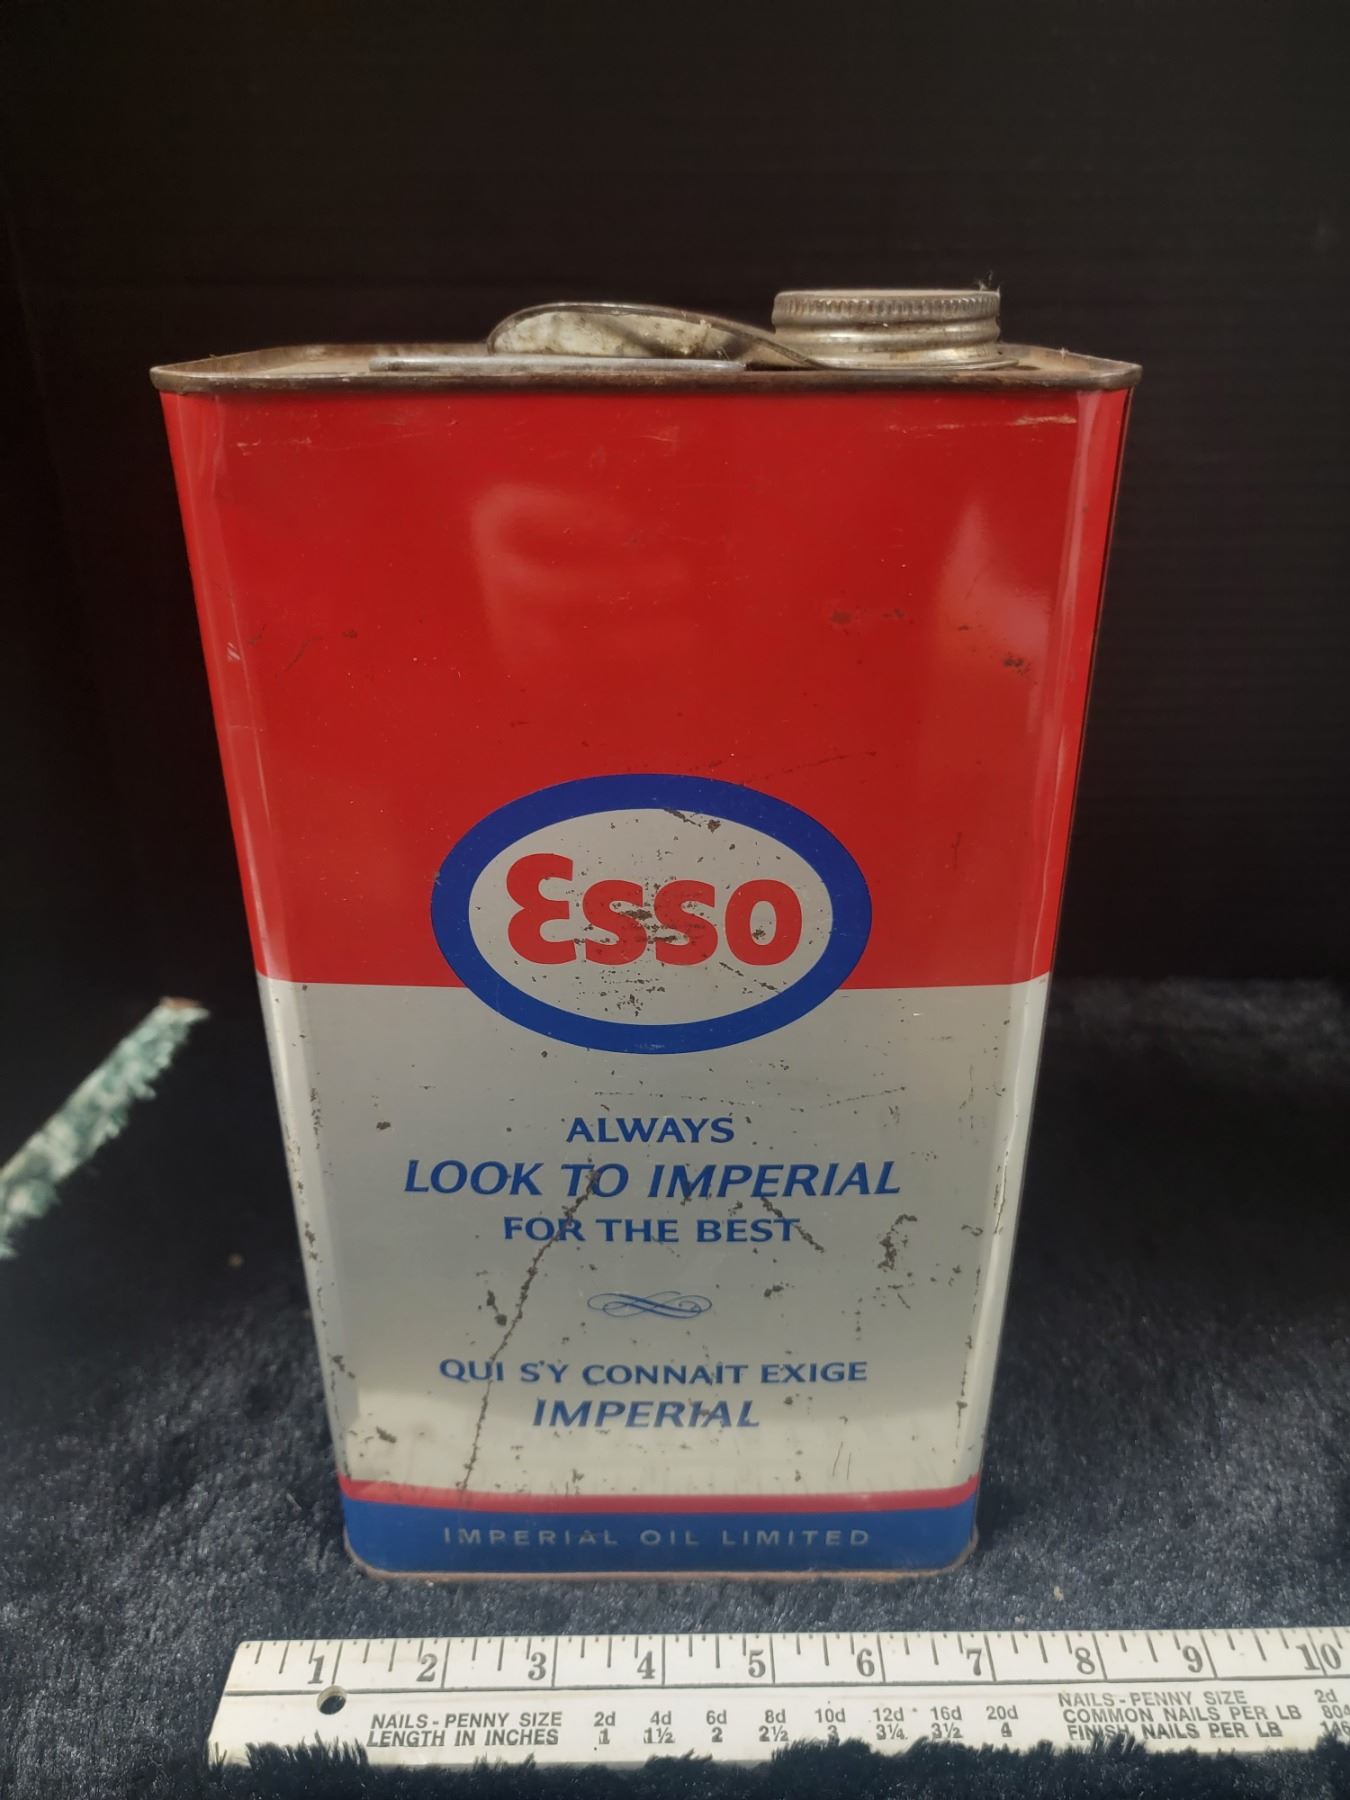 Esso
ALWAYS
LOOK TO IMPERIAL
FOR THE BEST
QUI S'Y CONNAIT EXIGE
IMPERIAL
IMPERIAL OIL LIMITED
1 2 3 4 5 6 7 8 9 10
NAILS - PENNY SIZE 2d 4d 6d 8d 10d 12d 16d 20d
LENGTH IN INCHES 1 1½ 2 2½ 3 3¼ 3½ 4
NAILS - PENNY SIZE 2d
COMMON NAILS PER LB 804
FINISH NAILS PER LB